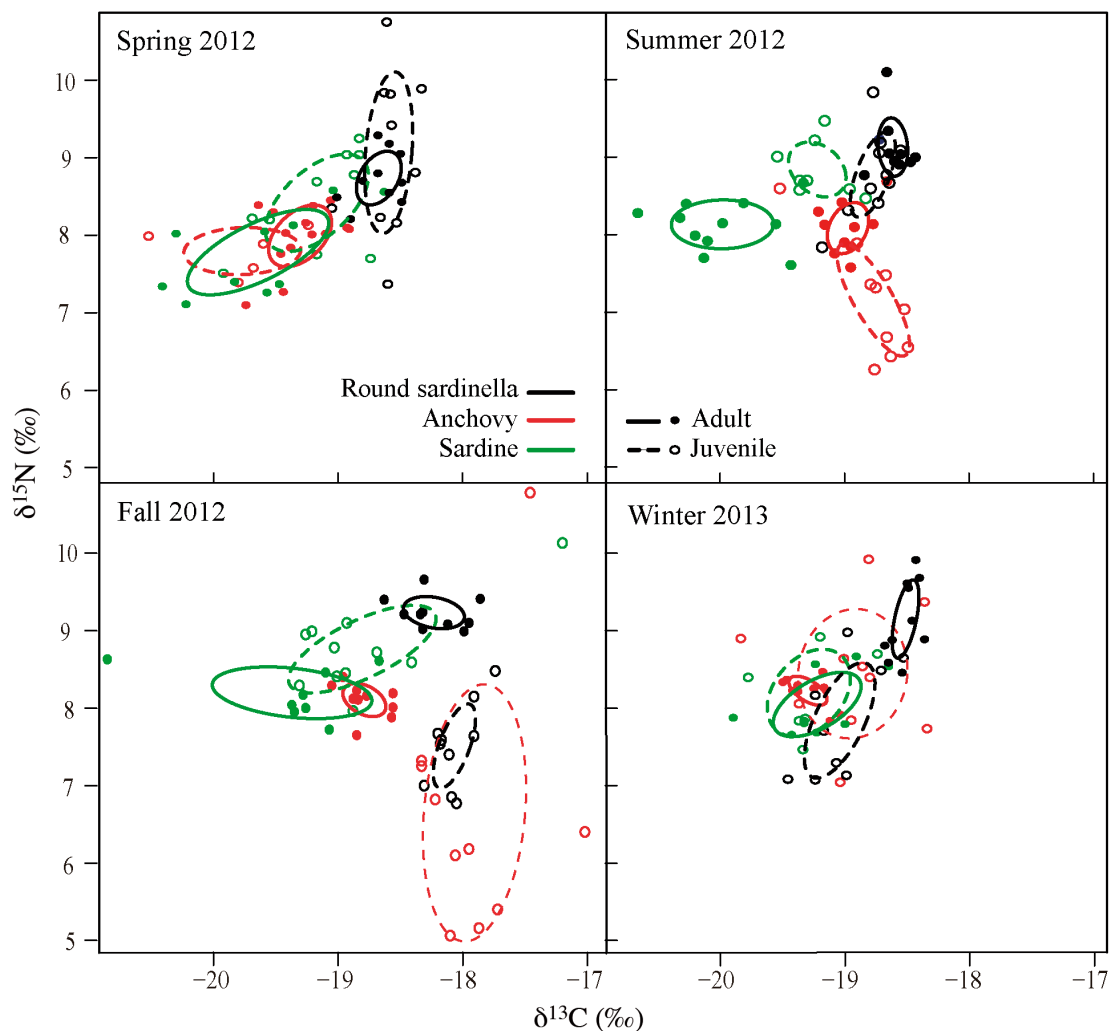 Spring 2012
Summer 2012
10
9
8
7
6
5
Round sardinella
Anchovy
Sardine
Adult
Juvenile
δ¹⁵N (‰)
Fall 2012
Winter 2013
10
9
8
7
6
5
−20 −19 −18 −17
−20 −19 −18 −17
δ¹³C (‰)